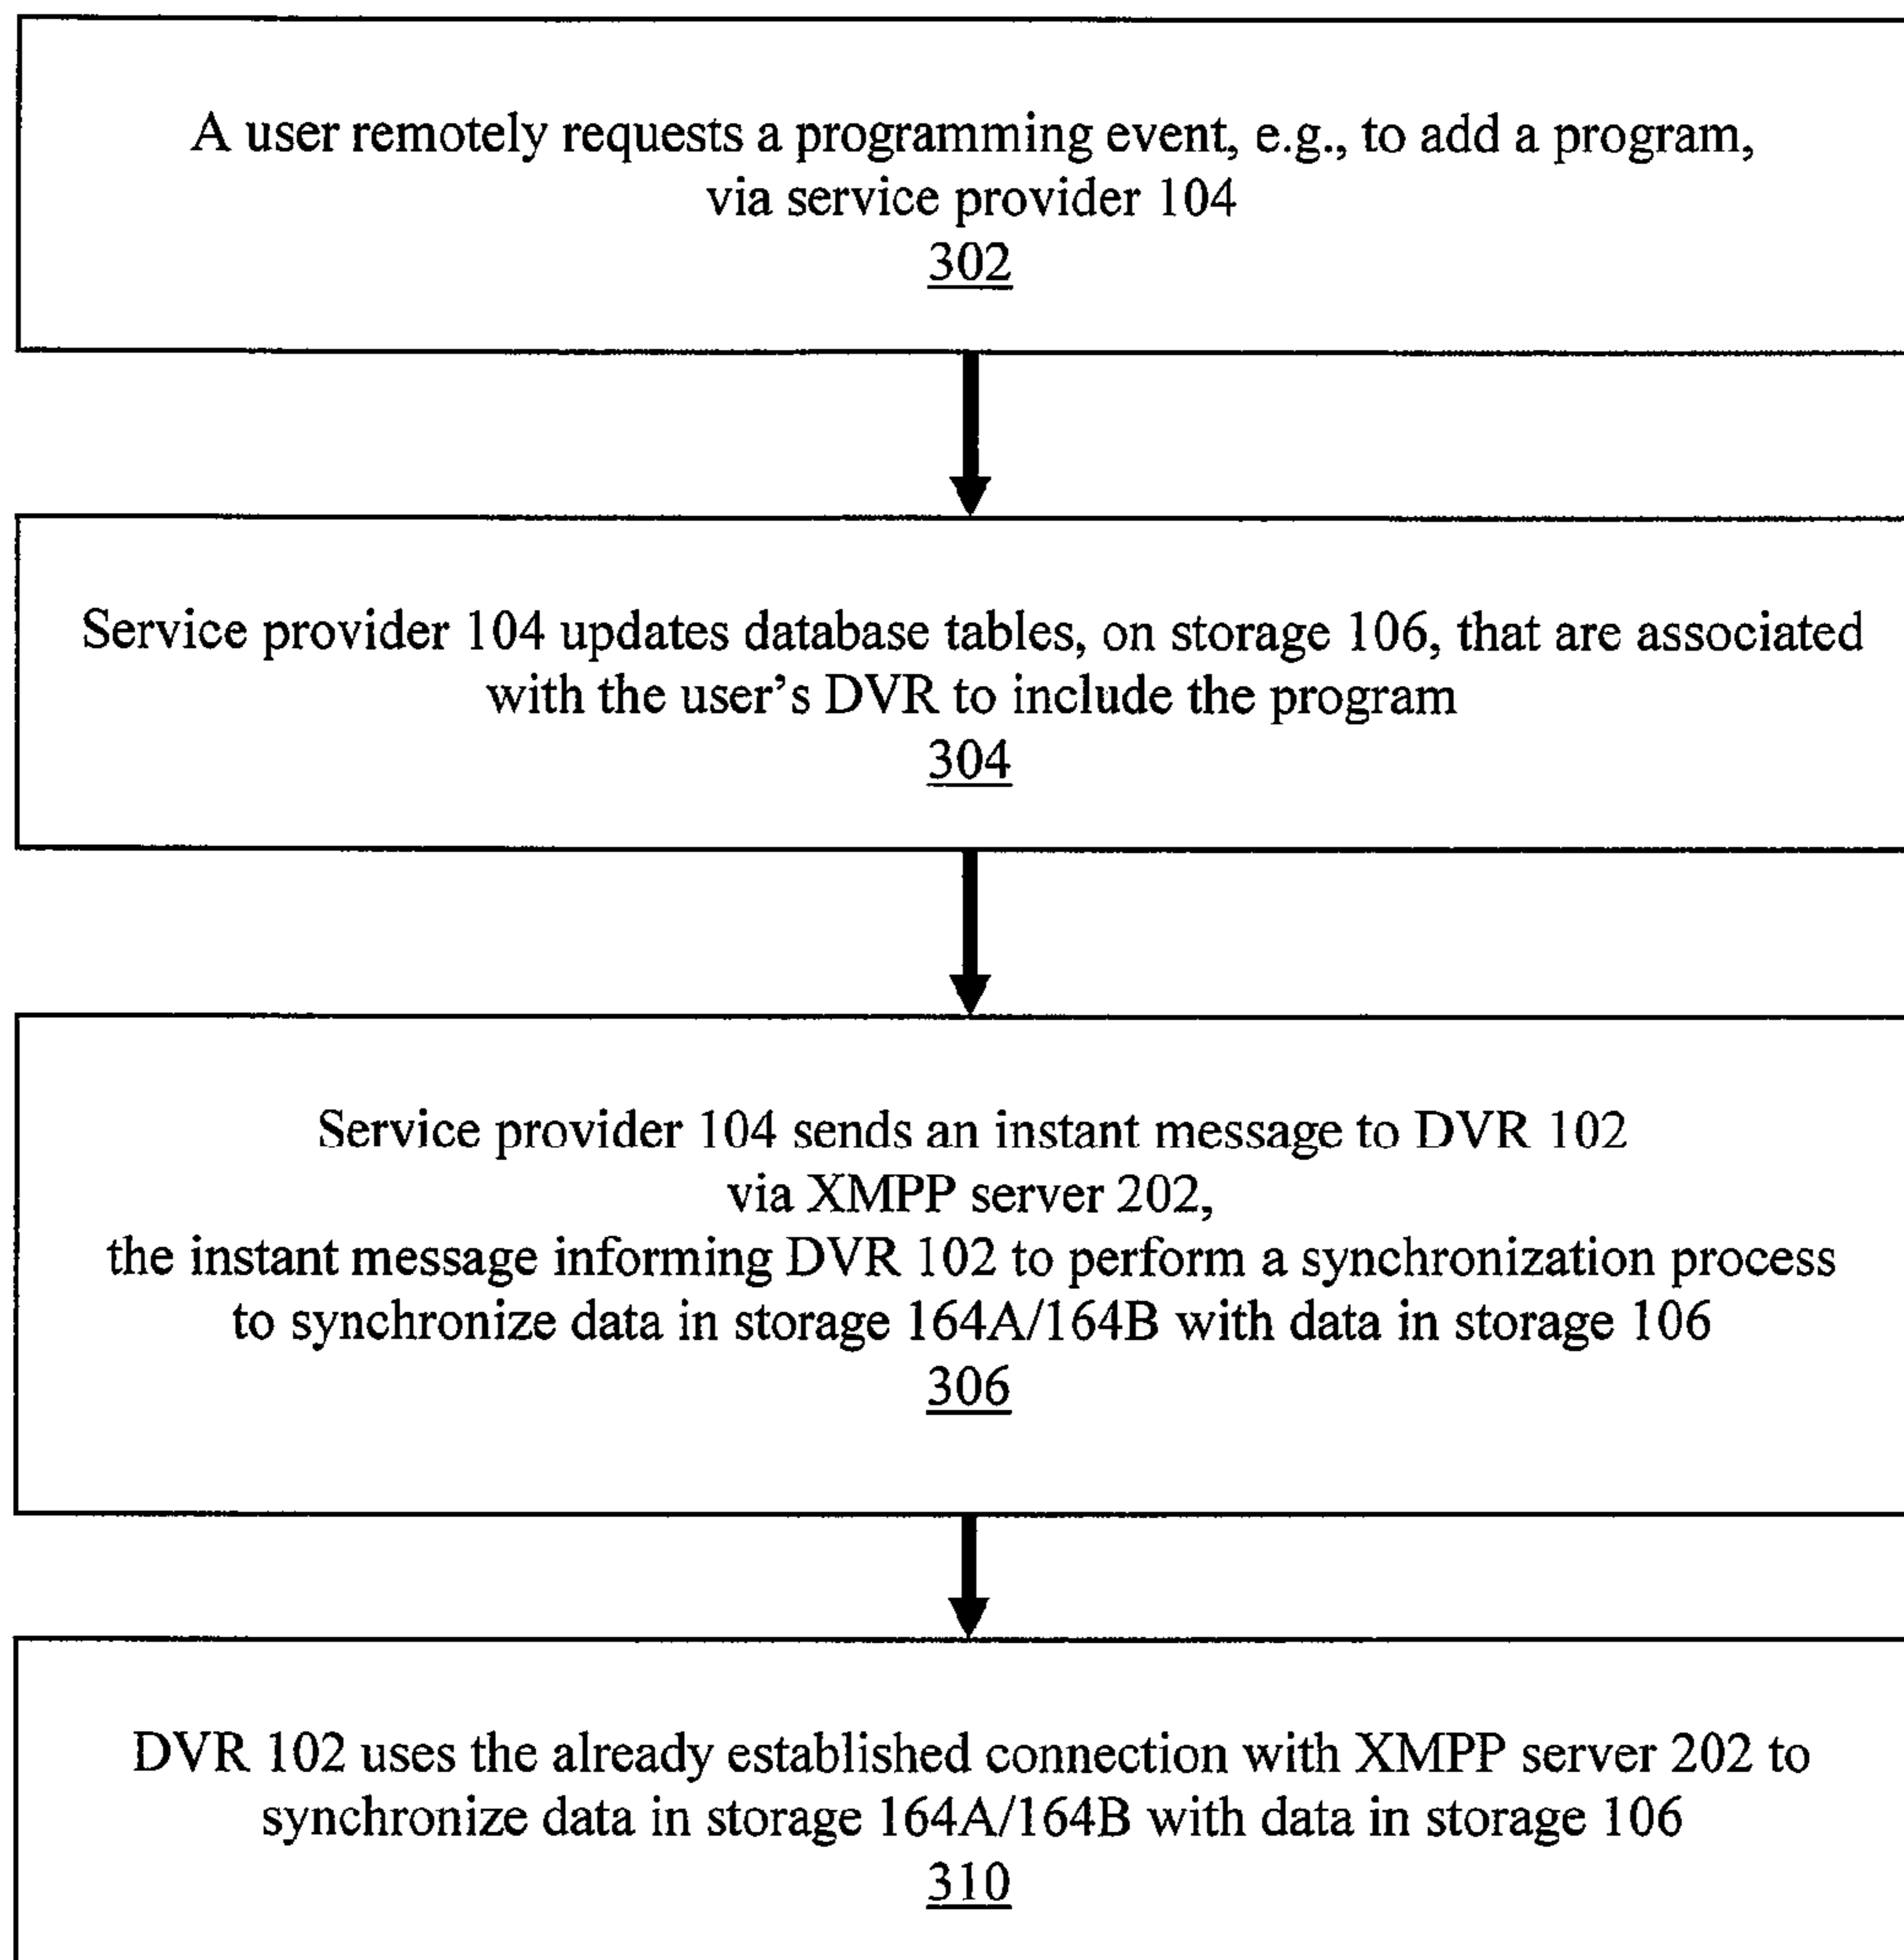 A user remotely requests a programming event, e.g., to add a program,
via service provider 104
302
Service provider 104 updates database tables, on storage 106, that are associated
with the user's DVR to include the program
304
Service provider 104 sends an instant message to DVR 102
via XMPP server 202,
the instant message informing DVR 102 to perform a synchronization process
to synchronize data in storage 164A/164B with data in storage 106
306
DVR 102 uses the already established connection with XMPP server 202 to
synchronize data in storage 164A/164B with data in storage 106
310